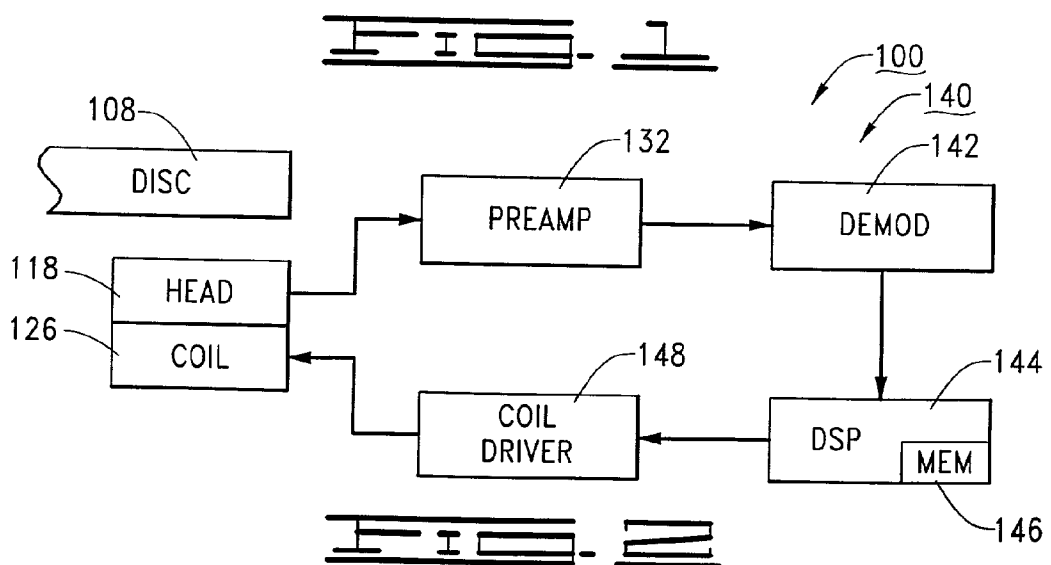 100
140
108
132
142
DISC
PREAMP
DEMOD
118
HEAD
126
COIL
148
144
COIL
DRIVER
DSP
MEM
146